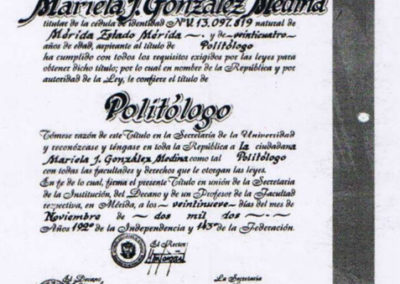 Mariela J. González Medina
titular de la cédula de identidad Nº V. 13.097.819 natural de
Mérida, Estado Mérida —. y de veinticuatro
años de edad, aspirante al título de Politólogo
ha cumplido con todos los requisitos exigidos por las leyes para
obtener dicho título; por lo cual en nombre de la República y por
autoridad de la Ley, le confiere el título de
Politólogo
Tómese razón de este Título en la Secretaría de la Universidad
y reconózcase y téngase en toda la República a la ciudadana
Mariela J. González Medina como tal Politólogo
con todas las facultades y derechos que le otorgan las leyes.
En fe de lo cual, firma el presente Título en unión de la Secretaria
de la Institución, del Decano y de un Profesor de la Facultad
respectiva, en Mérida, a los — veintinueve — días del mes de
Noviembre de — dos mil dos —.—
Años 192º de la Independencia y 143º de la Federación.
El Rector
El Decano
La Secretaria